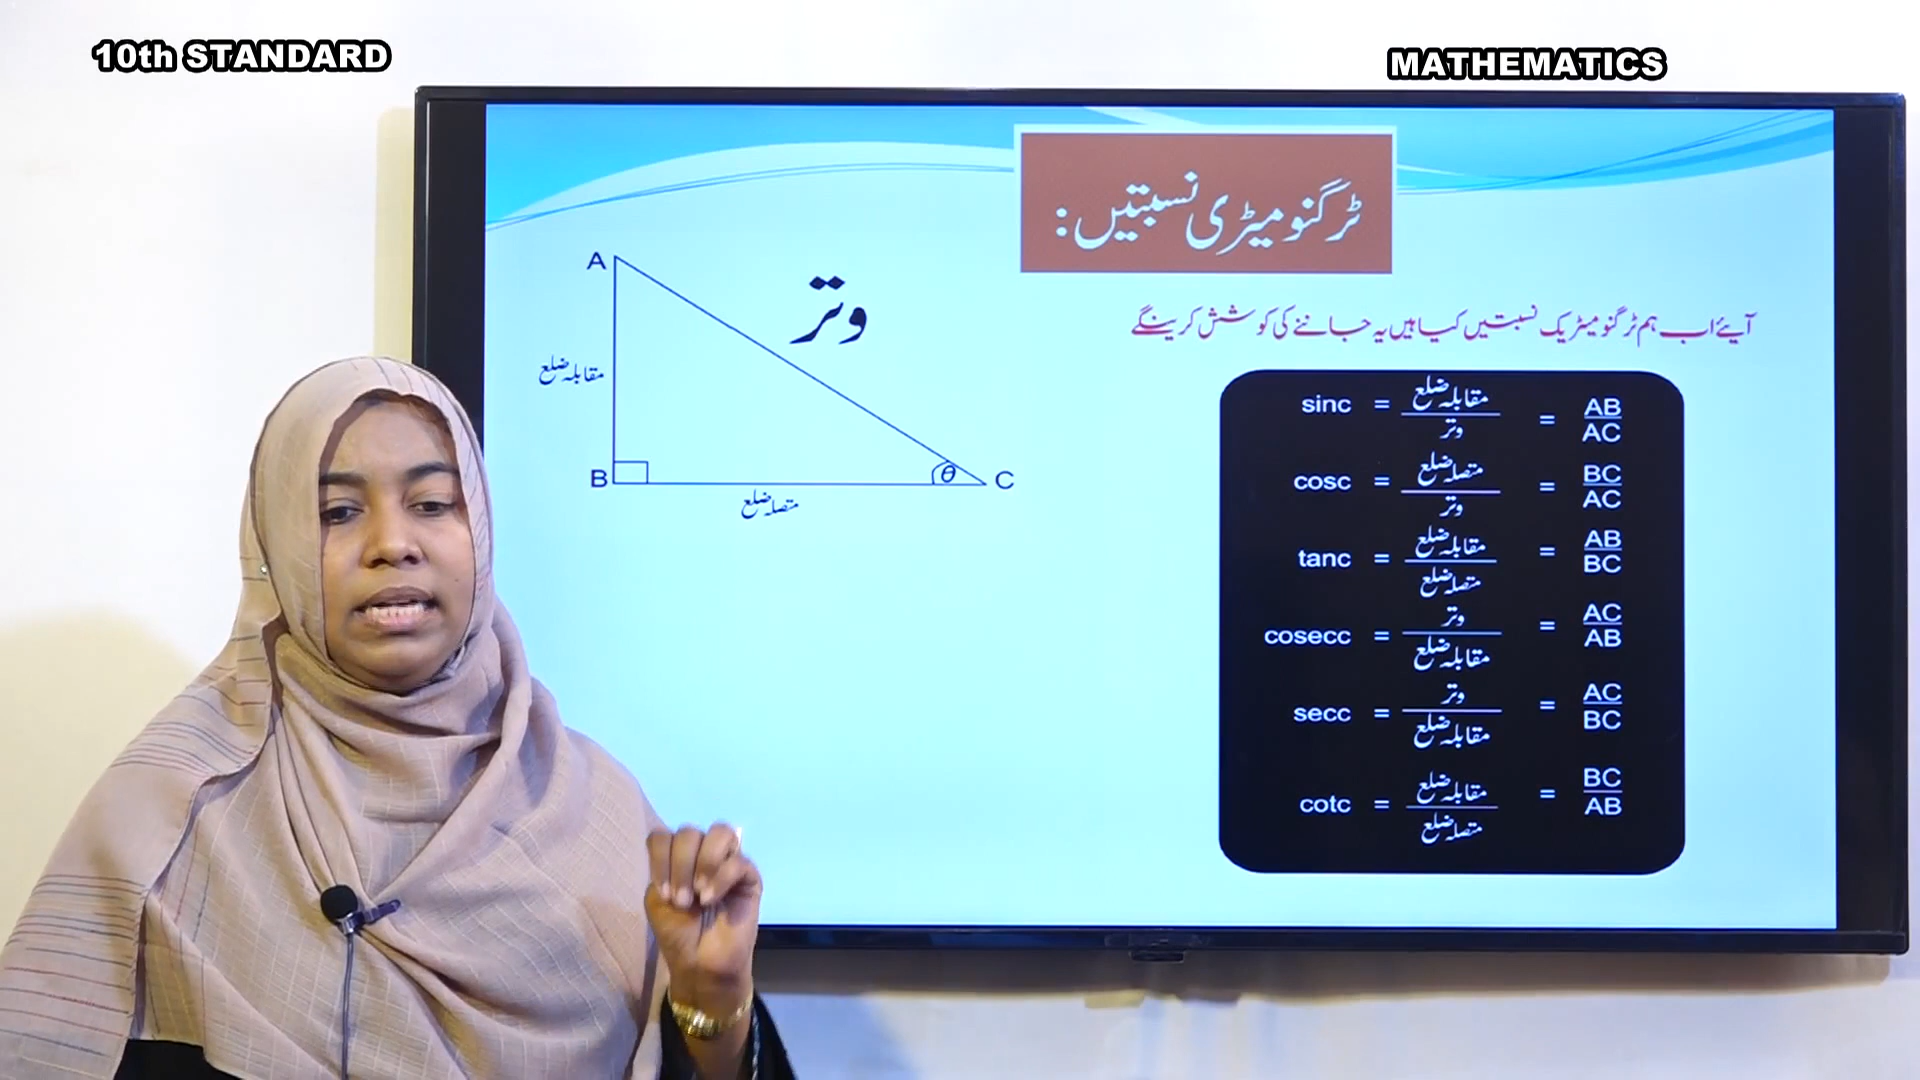 10th STANDARD
MATHEMATICS
ٹرگنومیٹری نسبتیں:
آیئے اب ہم ٹرگنومیٹریک نسبتیں کیا ہیں یہ جاننے کی کوشش کرینگے
A
وتر
مقابلہ ضلع
B
θ
C
متصلہ ضلع
sinc = مقابلہ ضلع / وتر = AB / AC
cosc = متصلہ ضلع / وتر = BC / AC
tanc = مقابلہ ضلع / متصلہ ضلع = AB / BC
cosecc = وتر / مقابلہ ضلع = AC / AB
secc = وتر / مقابلہ ضلع = AC / BC
cotc = مقابلہ ضلع / متصلہ ضلع = BC / AB